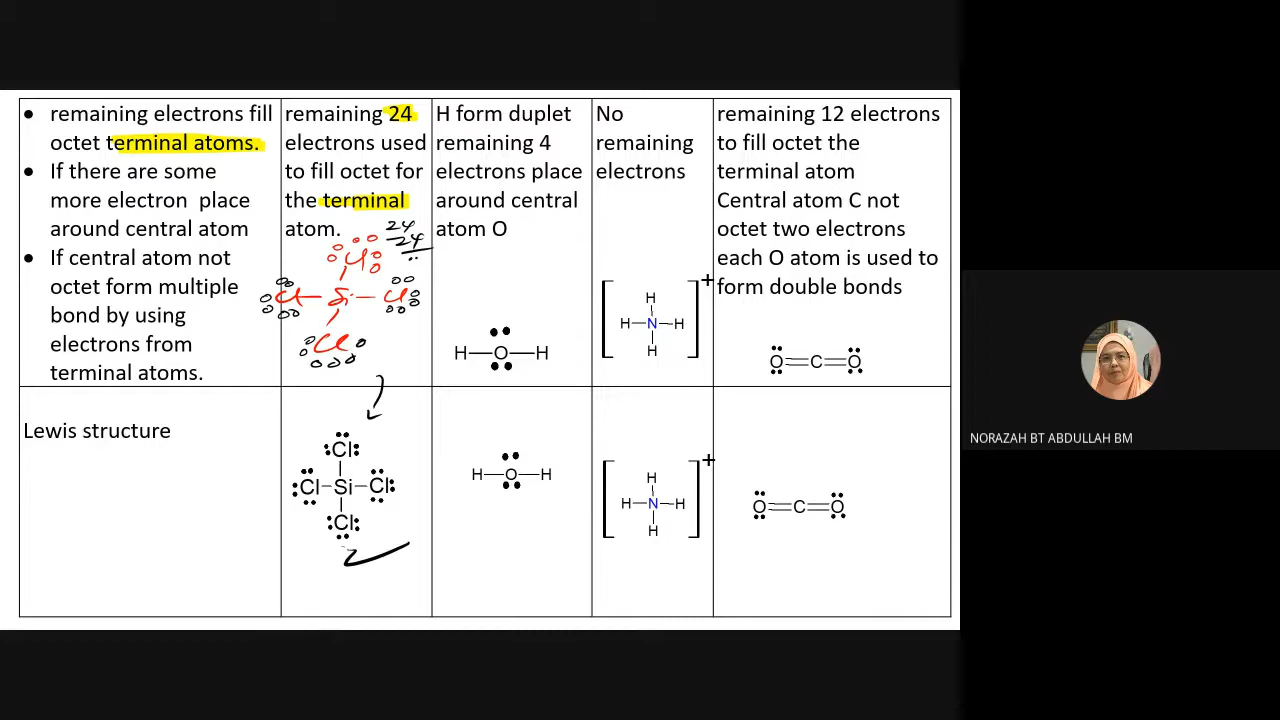 • remaining electrons fill
octet terminal atoms.
• If there are some
more electron place
around central atom
• If central atom not
octet form multiple
bond by using
electrons from
terminal atoms.
remaining 24
electrons used
to fill octet for
the terminal
atom.
24
24
Cl
Cl – Si – Cl
Cl
H form duplet
remaining 4
electrons place
around central
atom O
H–O–H
No
remaining
electrons
+
H
H–N–H
H
remaining 12 electrons
to fill octet the
terminal atom
Central atom C not
octet two electrons
each O atom is used to
form double bonds
O=C=O
Lewis structure
:Cl:
:Cl–Si–Cl:
:Cl:
H–O–H
+
H
H–N–H
H
O=C=O
NORAZAH BT ABDULLAH BM